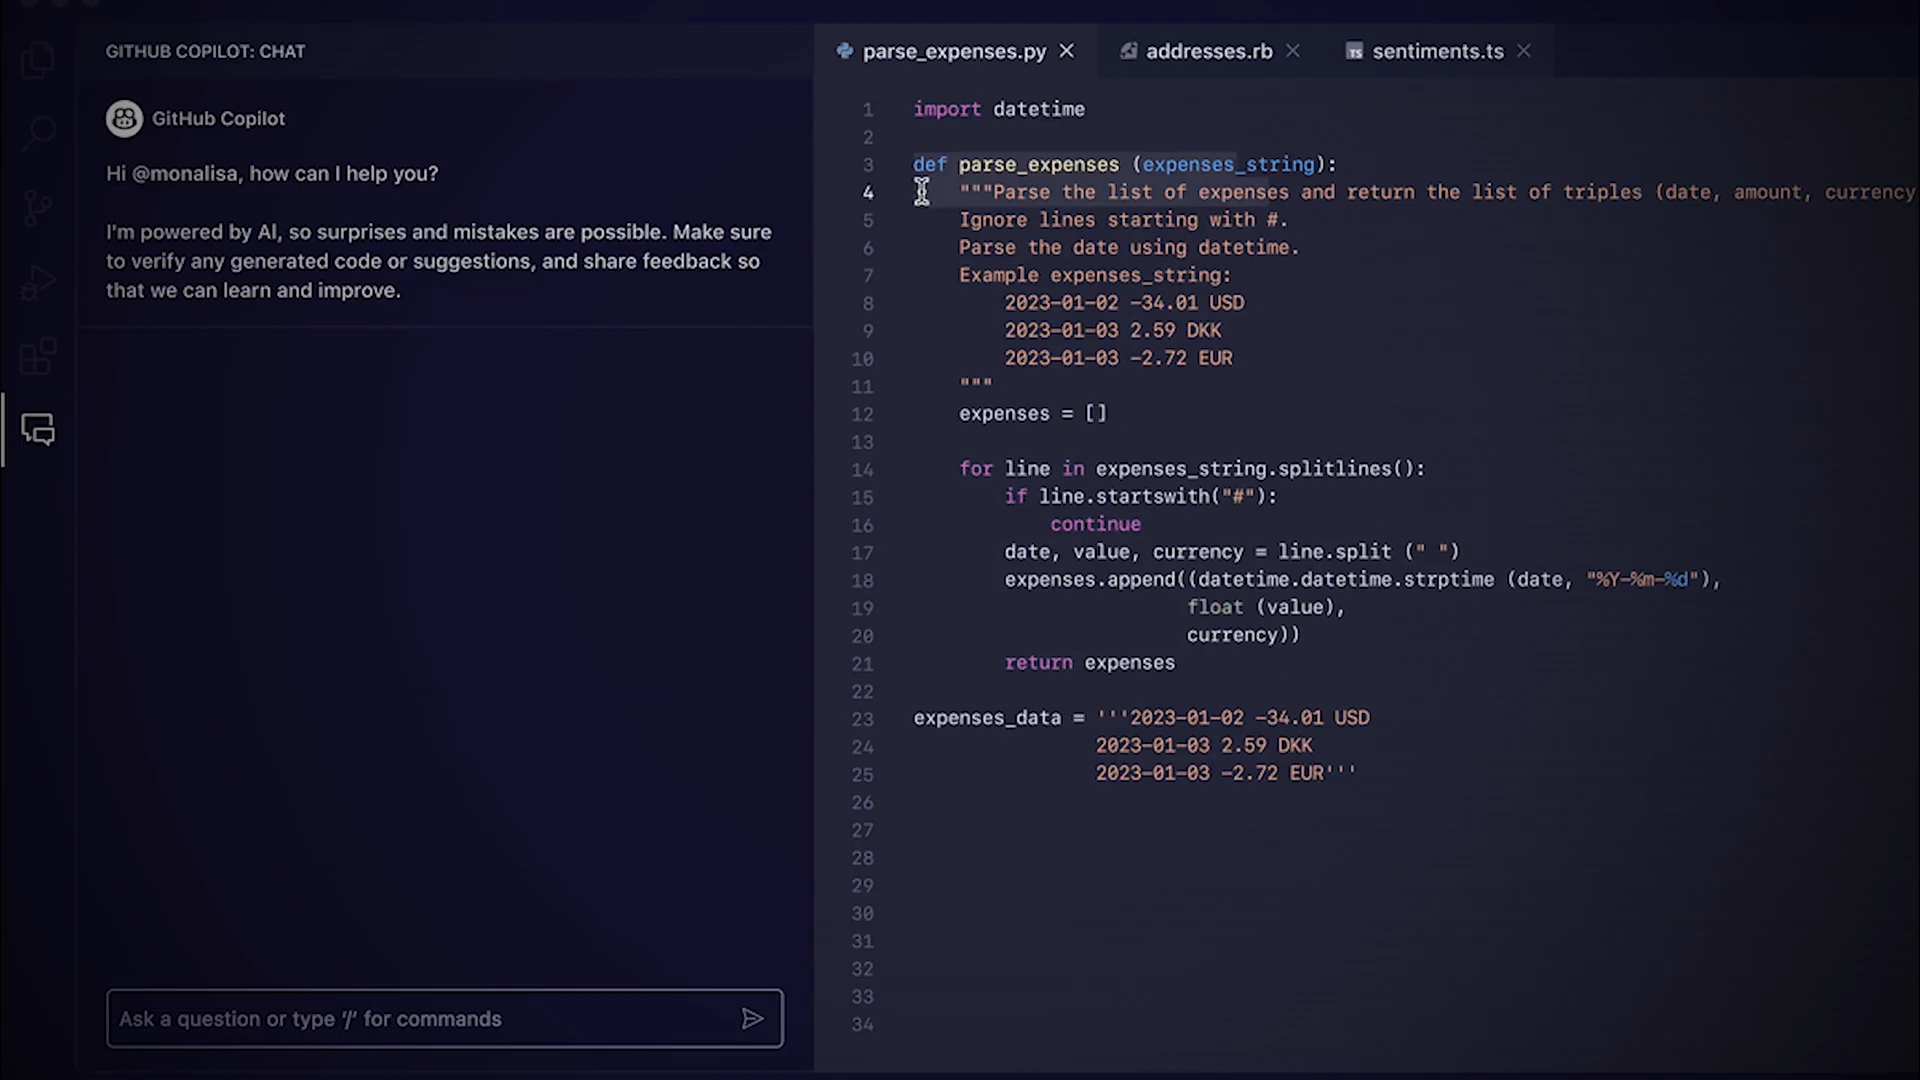 GITHUB COPILOT: CHAT
GitHub Copilot
Hi @monalisa, how can I help you?
I'm powered by AI, so surprises and mistakes are possible. Make sure
to verify any generated code or suggestions, and share feedback so
that we can learn and improve.
Ask a question or type '/' for commands
parse_expenses.py
addresses.rb
TS sentiments.ts
1 import datetime
2
3 def parse_expenses (expenses_string):
4 """Parse the list of expenses and return the list of triples (date, amount, currency
5 Ignore lines starting with #.
6 Parse the date using datetime.
7 Example expenses_string:
8 2023-01-02 -34.01 USD
9 2023-01-03 2.59 DKK
10 2023-01-03 -2.72 EUR
11 """
12 expenses = []
13
14 for line in expenses_string.splitlines():
15 if line.startswith("#"):
16 continue
17 date, value, currency = line.split (" ")
18 expenses.append((datetime.datetime.strptime (date, "%Y-%m-%d"),
19 float (value),
20 currency))
21 return expenses
22
23 expenses_data = '''2023-01-02 -34.01 USD
24 2023-01-03 2.59 DKK
25 2023-01-03 -2.72 EUR'''
26
27
28
29
30
31
32
33
34